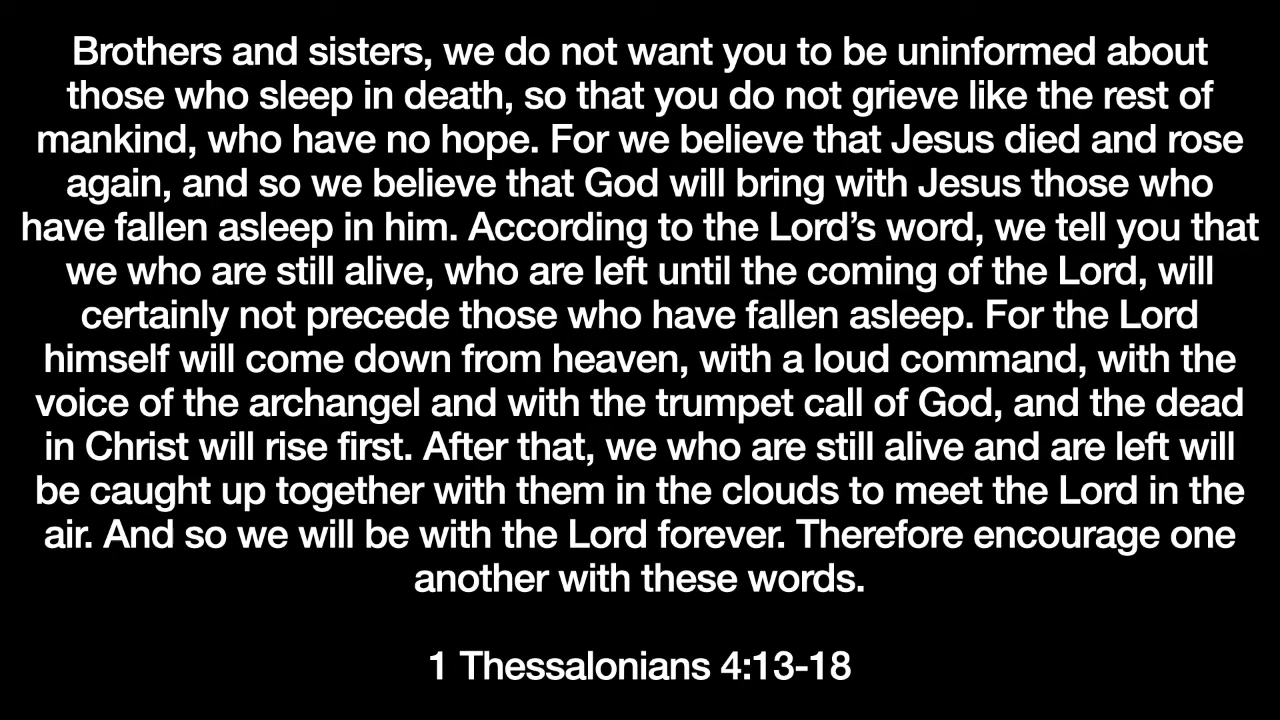 Brothers and sisters, we do not want you to be uninformed about
those who sleep in death, so that you do not grieve like the rest of
mankind, who have no hope. For we believe that Jesus died and rose
again, and so we believe that God will bring with Jesus those who
have fallen asleep in him. According to the Lord’s word, we tell you that
we who are still alive, who are left until the coming of the Lord, will
certainly not precede those who have fallen asleep. For the Lord
himself will come down from heaven, with a loud command, with the
voice of the archangel and with the trumpet call of God, and the dead
in Christ will rise first. After that, we who are still alive and are left will
be caught up together with them in the clouds to meet the Lord in the
air. And so we will be with the Lord forever. Therefore encourage one
another with these words.
1 Thessalonians 4:13-18